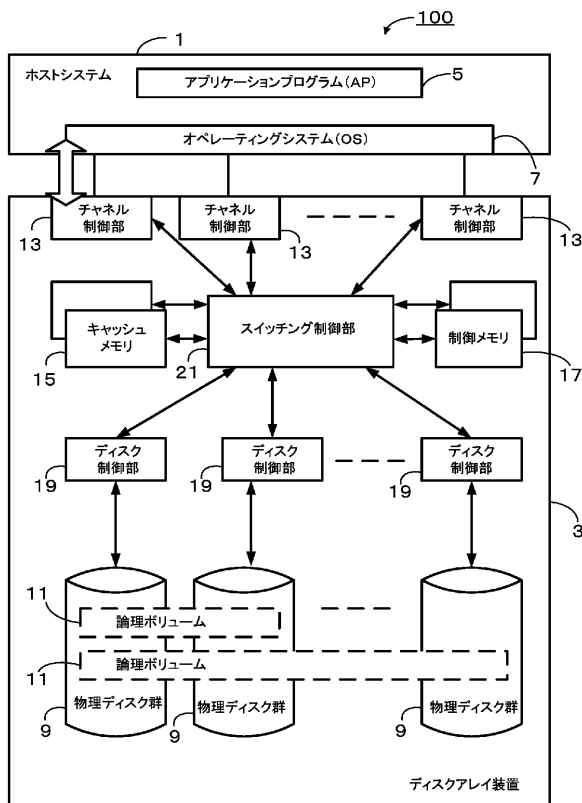 100
1
ホストシステム
アプリケーションプログラム(AP)
5
オペレーティングシステム(OS)
7
チャネル
制御部
チャネル
制御部
チャネル
制御部
13
13
13
キャッシュ
メモリ
スイッチング制御部
制御メモリ
15
21
17
ディスク
制御部
ディスク
制御部
ディスク
制御部
19
19
19
3
11
論理ボリューム
11
論理ボリューム
物理ディスク群
物理ディスク群
物理ディスク群
9
9
9
ディスクアレイ装置